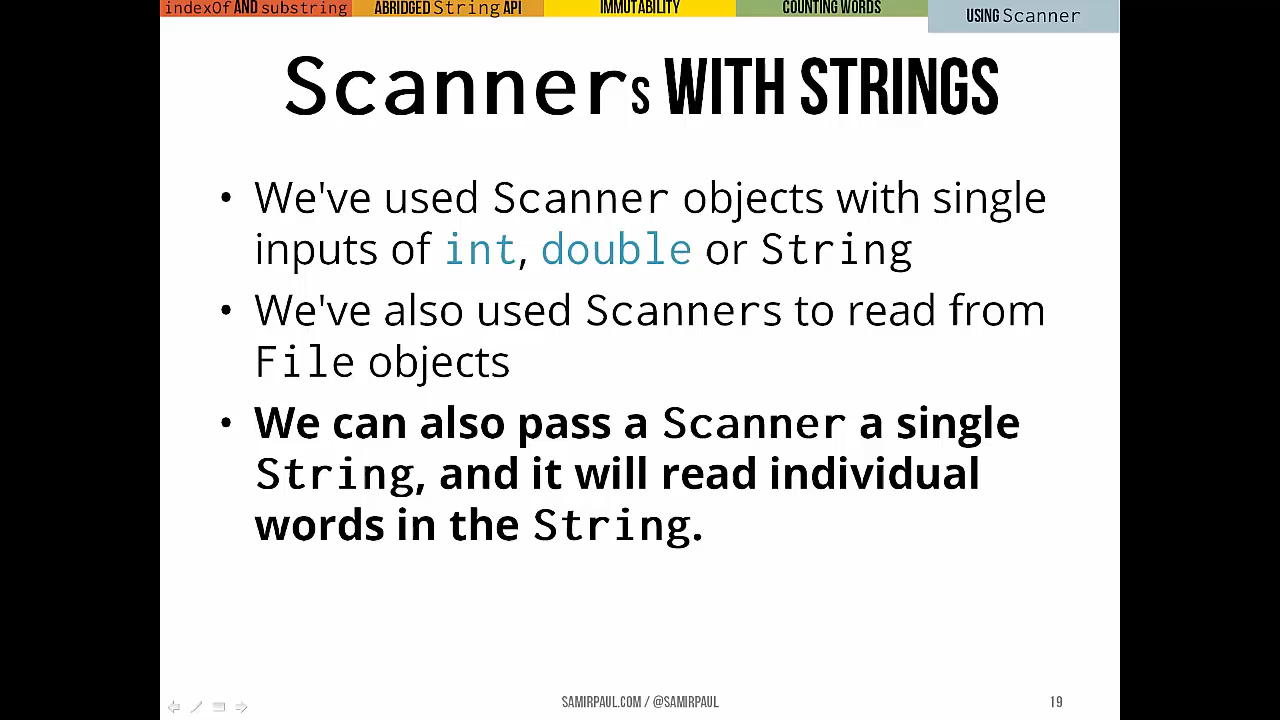 indexOf AND substring
ABRIDGED String API
IMMUTABILITY
COUNTING WORDS
USING Scanner
Scanners WITH STRINGS
• We've used Scanner objects with single
inputs of int, double or String
• We've also used Scanners to read from
File objects
• We can also pass a Scanner a single
String, and it will read individual
words in the String.
SAMIRPAUL.COM / @SAMIRPAUL
19